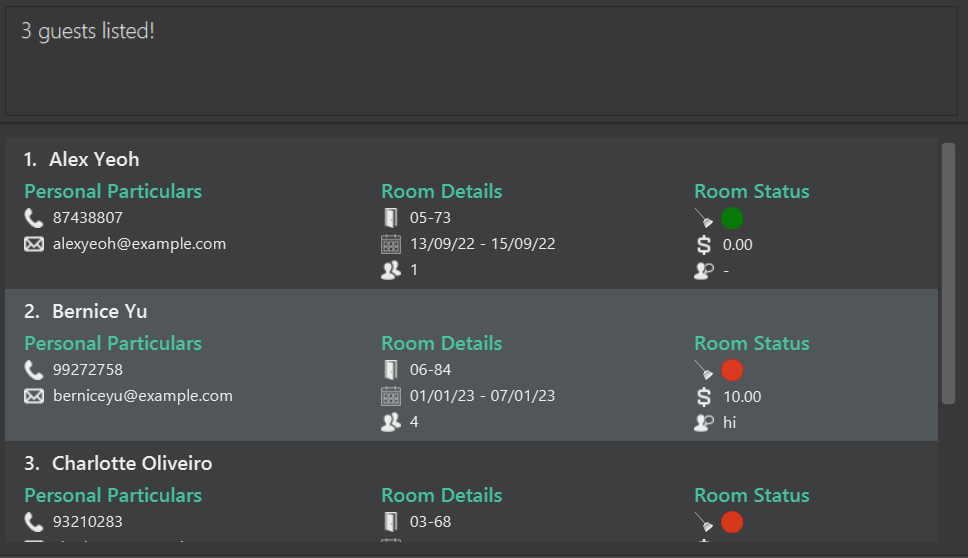 3 guests listed!
1. Alex Yeoh
Personal Particulars Room Details Room Status
87438807 05-73
alexyeoh@example.com 13/09/22 - 15/09/22 0.00
1 -
2. Bernice Yu
Personal Particulars Room Details Room Status
99272758 06-84
berniceyu@example.com 01/01/23 - 07/01/23 10.00
4 hi
3. Charlotte Oliveiro
Personal Particulars Room Details Room Status
93210283 03-68